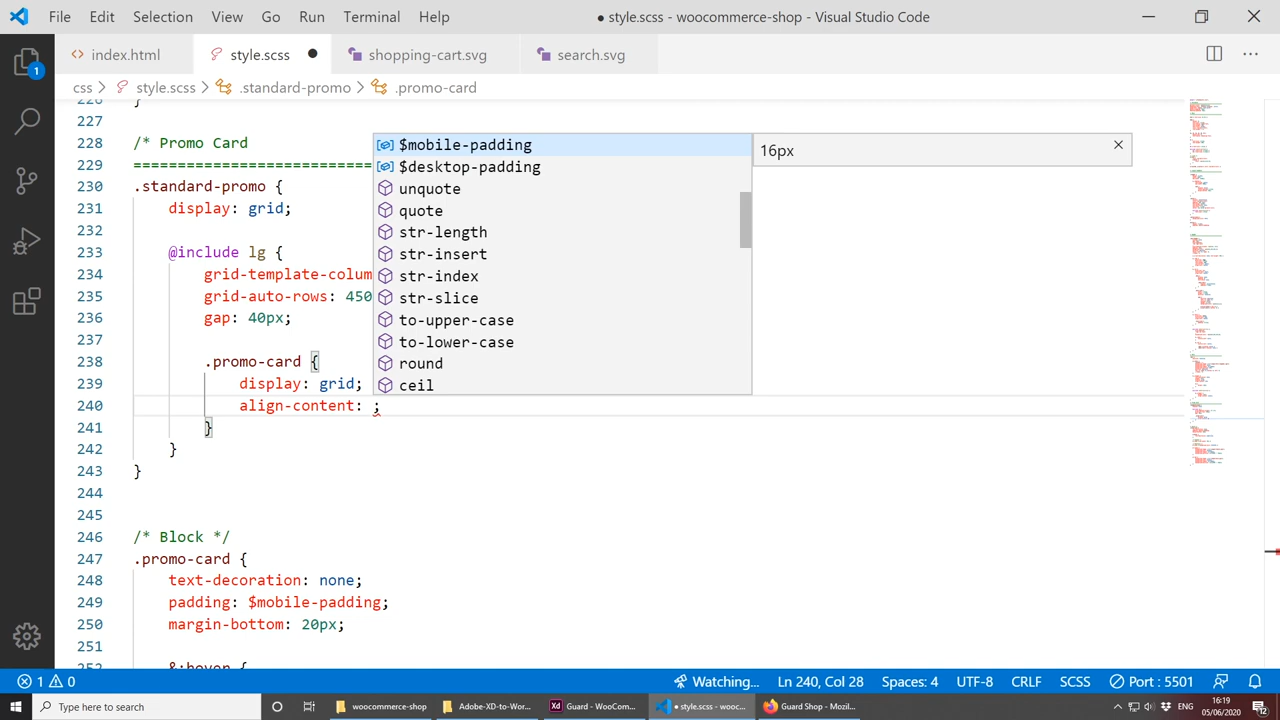 File Edit Selection View Go Run Terminal Help ● style.scss - woocommerce-shop - Visual Studio Code
index.html style.scss shopping-cart.svg search.svg
css > style.scss > .standard-promo > .promo-card
226 }
227
228 /* Promo Card
229 ===========================
230 .standard-promo {
231 display: grid;
232
233 @include lg {
234 grid-template-colum
235 grid-auto-rows: 450
236 gap: 40px;
237
238 .promo-card {
239 display: grid;
240 align-content: ;
241 }
242 }
243 }
244
245
246 /* Block */
247 .promo-card {
248 text-decoration: none;
249 padding: $mobile-padding;
250 margin-bottom: 20px;
251
252 &:hover {
$mobile-padding
$desktop-padding
unquote
quote
str-length
str-insert
str-index
str-slice
to-upper-case
to-lower-case
ceil
1
1 0 Watching... Ln 240, Col 28 Spaces: 4 UTF-8 CRLF SCSS Port : 5501
Type here to search woocommerce-shop Adobe-XD-to-Wor... Guard - WooCom... ● style.scss - wooc... Guard Shop - Mozil... ENG 16:19
05/06/2020
12